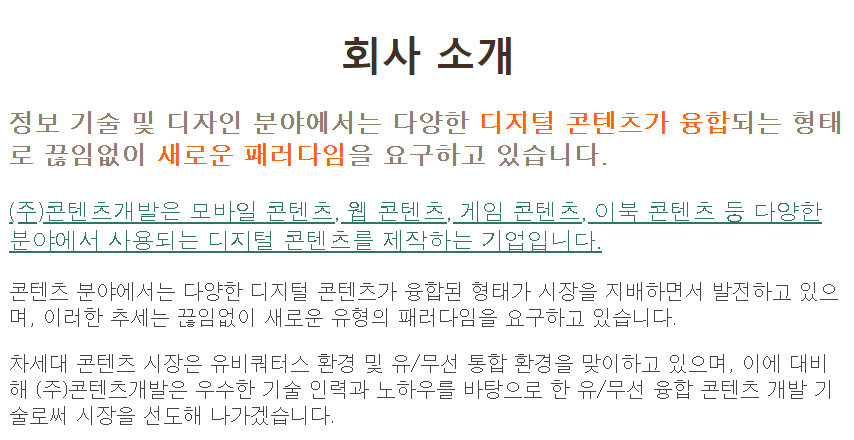 회사 소개
정보 기술 및 디자인 분야에서는 다양한 디지털 콘텐츠가 융합되는 형태
로 끊임없이 새로운 패러다임을 요구하고 있습니다.
(주)콘텐츠개발은 모바일 콘텐츠, 웹 콘텐츠, 게임 콘텐츠, 이북 콘텐츠 등 다양한
분야에서 사용되는 디지털 콘텐츠를 제작하는 기업입니다.
콘텐츠 분야에서는 다양한 디지털 콘텐츠가 융합된 형태가 시장을 지배하면서 발전하고 있으
며, 이러한 추세는 끊임없이 새로운 유형의 패러다임을 요구하고 있습니다.
차세대 콘텐츠 시장은 유비쿼터스 환경 및 유/무선 통합 환경을 맞이하고 있으며, 이에 대비
해 (주)콘텐츠개발은 우수한 기술 인력과 노하우를 바탕으로 한 유/무선 융합 콘텐츠 개발 기
술로써 시장을 선도해 나가겠습니다.